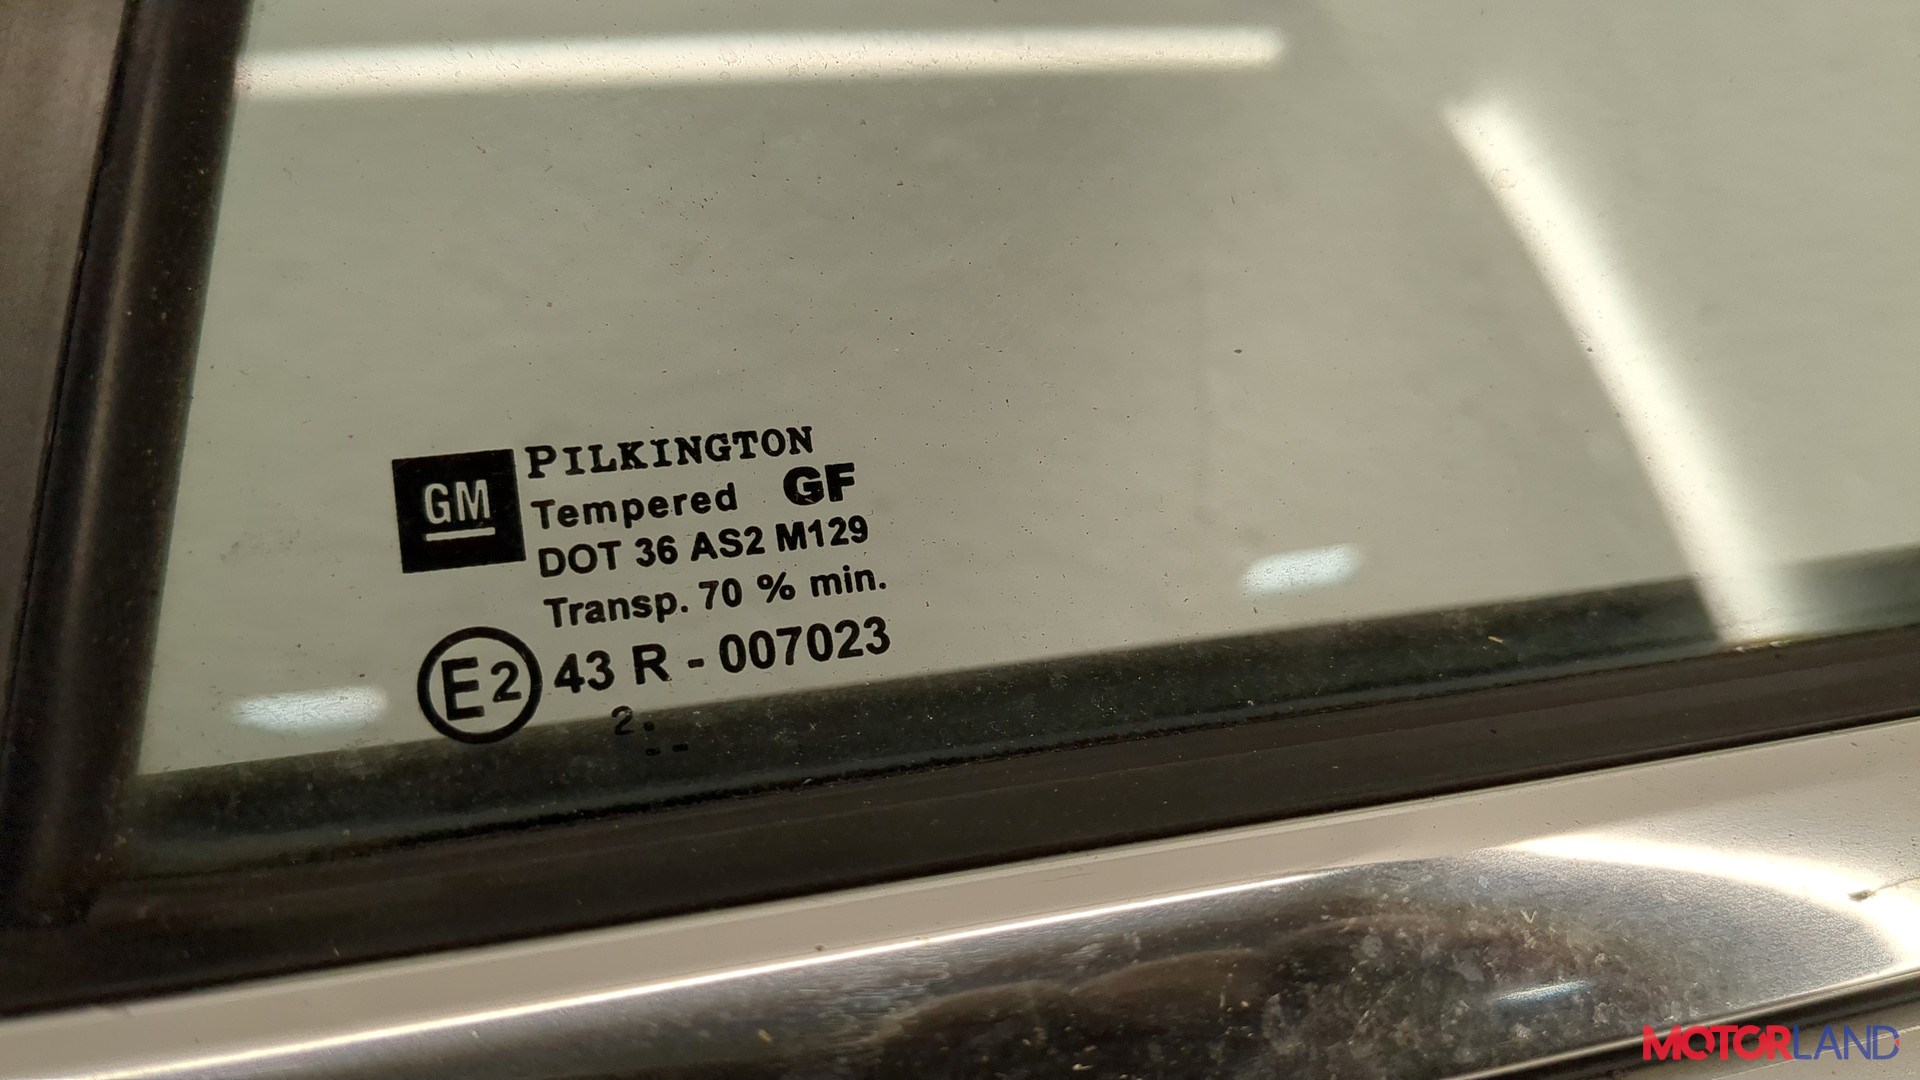 GM
PILKINGTON
Tempered GF
DOT 36 AS2 M129
Transp. 70 % min.
E2 43 R - 007023
2.
MOTORLAND